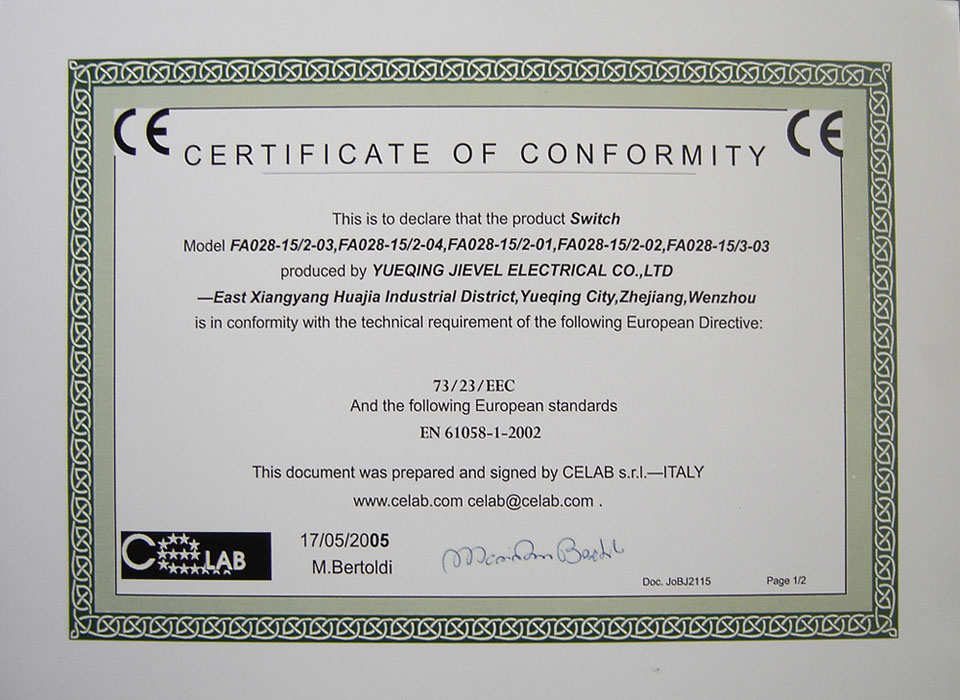 CE CE
CERTIFICATE OF CONFORMITY
This is to declare that the product Switch
Model FA028-15/2-03,FA028-15/2-04,FA028-15/2-01,FA028-15/2-02,FA028-15/3-03
produced by YUEQING JIEVEL ELECTRICAL CO.,LTD
—East Xiangyang Huajia Industrial District,Yueqing City,Zhejiang,Wenzhou
is in conformity with the technical requirement of the following European Directive:
73/23/EEC
And the following European standards
EN 61058-1-2002
This document was prepared and signed by CELAB s.r.l.—ITALY
www.celab.com celab@celab.com .
CE LAB
17/05/2005
M.Bertoldi
Doc. JoBJ2115 Page 1/2